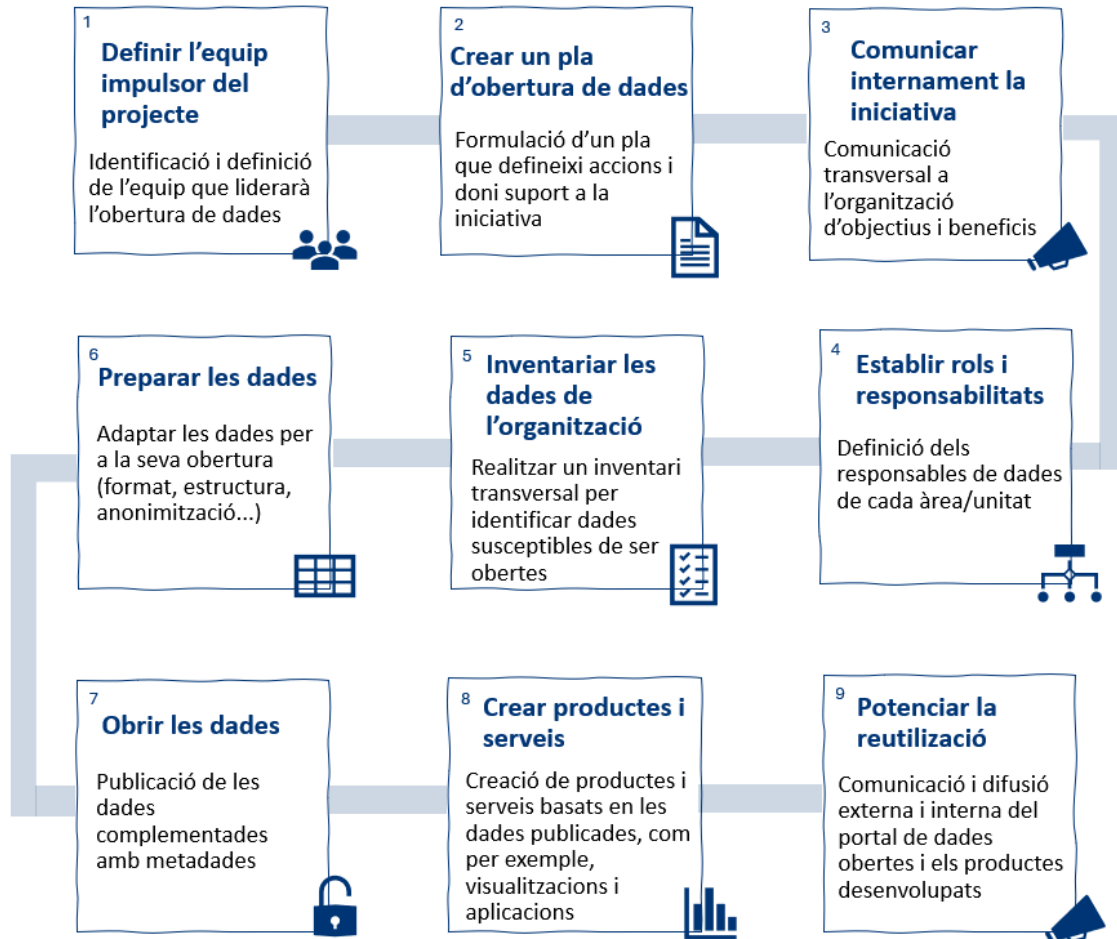 1
Definir l'equip
impulsor del
projecte
Identificació i definició
de l'equip que liderarà
l'obertura de dades
2
Crear un pla
d'obertura de dades
Formulació d'un pla
que defineixi accions i
doni suport a la
iniciativa
3
Comunicar
internament la
iniciativa
Comunicació
transversal a
l'organització
d'objectius i beneficis
4
Establir rols i
responsabilitats
Definició dels
responsables de dades
de cada àrea/unitat
5
Inventariar les
dades de
l'organització
Realitzar un inventari
transversal per
identificar dades
susceptibles de ser
obertes
6
Preparar les dades
Adaptar les dades per
a la seva obertura
(format, estructura,
anonimització...)
7
Obrir les dades
Publicació de les
dades
complementades
amb metadades
8
Crear productes i
serveis
Creació de productes i
serveis basats en les
dades publicades, com
per exemple,
visualitzacions i
aplicacions
9
Potenciar la
reutilizació
Comunicació i difusió
externa i interna del
portal de dades
obertes i els productes
desenvolupats